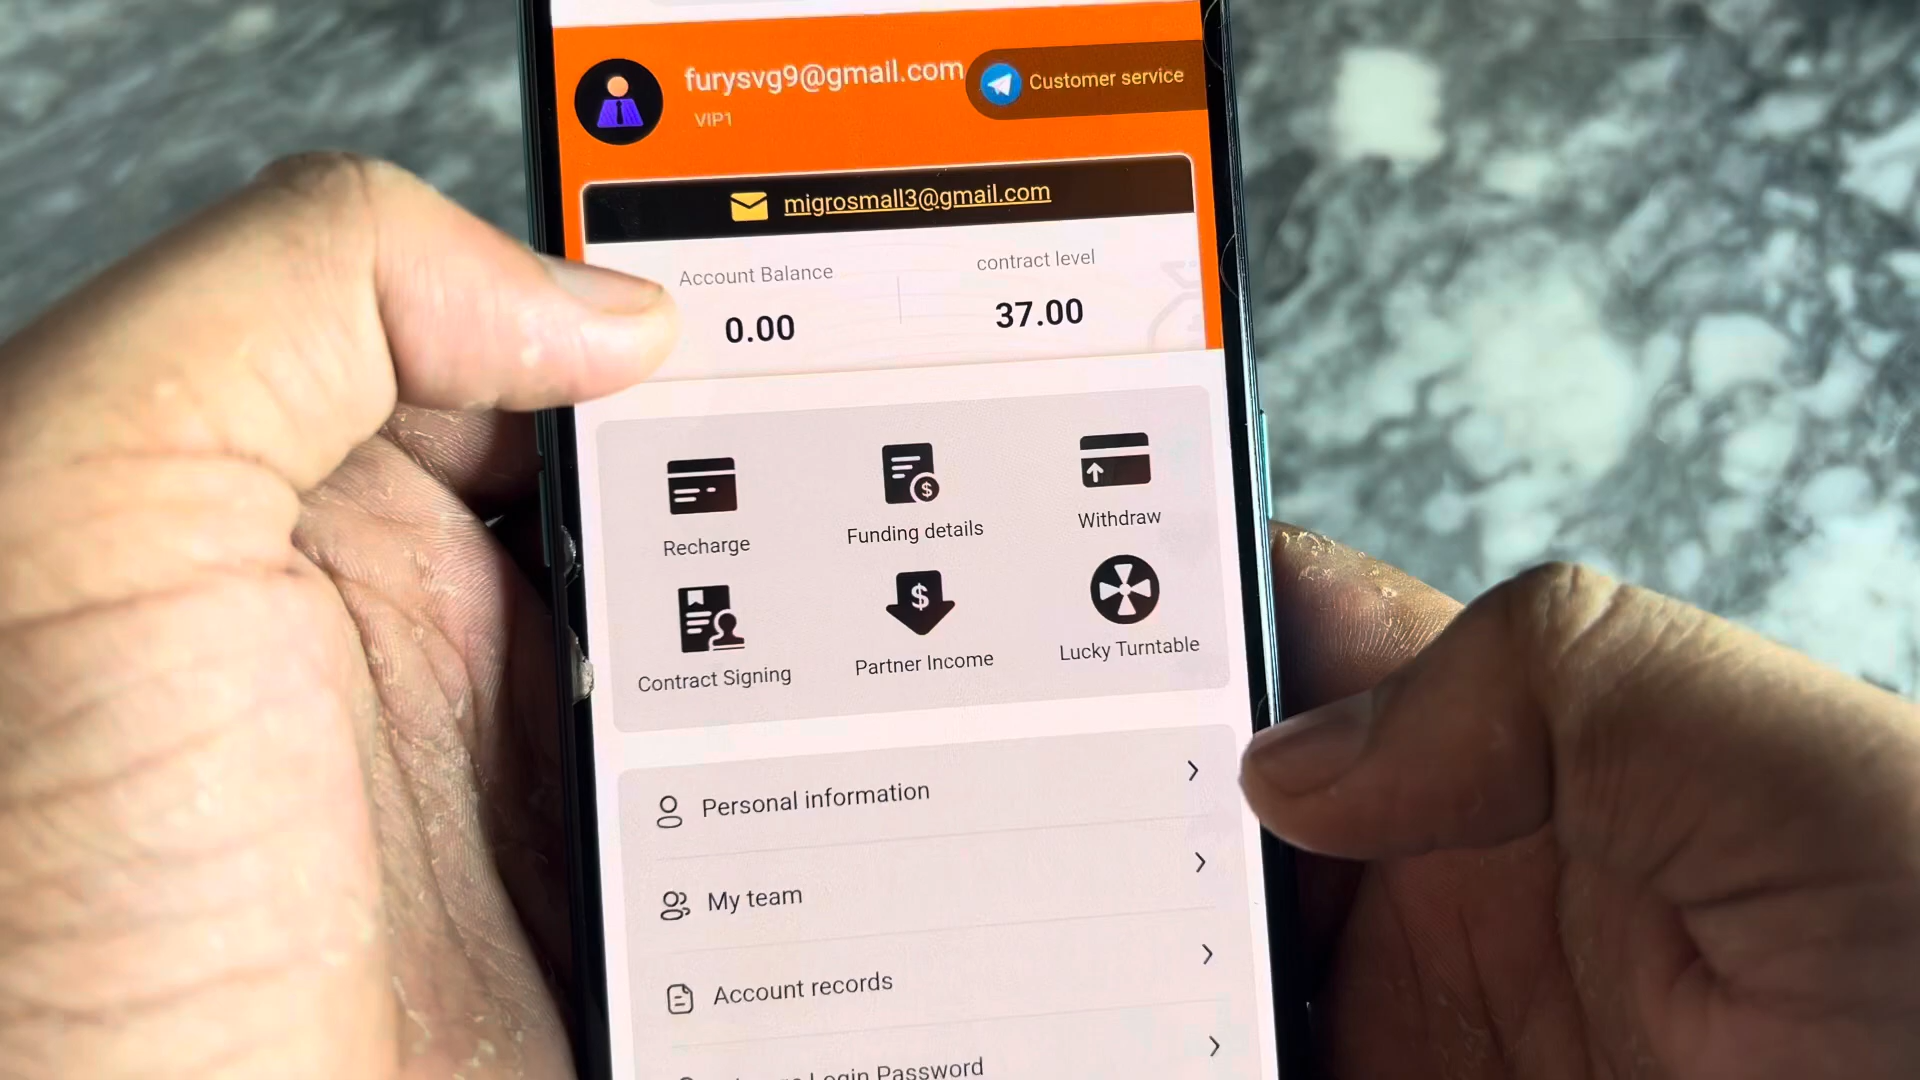 furysvg9@gmail.com
Customer service
VIP1
migrosmall3@gmail.com
Account Balance
contract level
0.00
37.00
Recharge
Funding details
Withdraw
Contract Signing
Partner Income
Lucky Turntable
Personal information
My team
Account records
Login Password